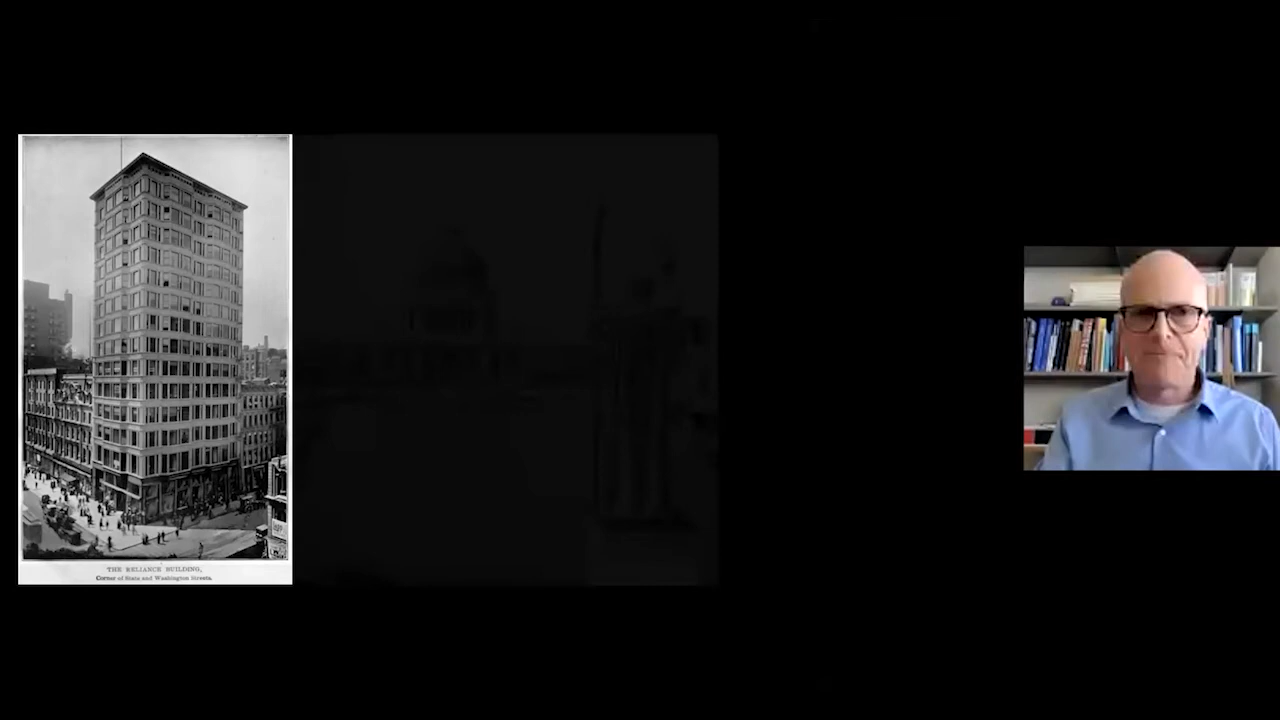 THE RELIANCE BUILDING,
Corner of State and Washington Streets.